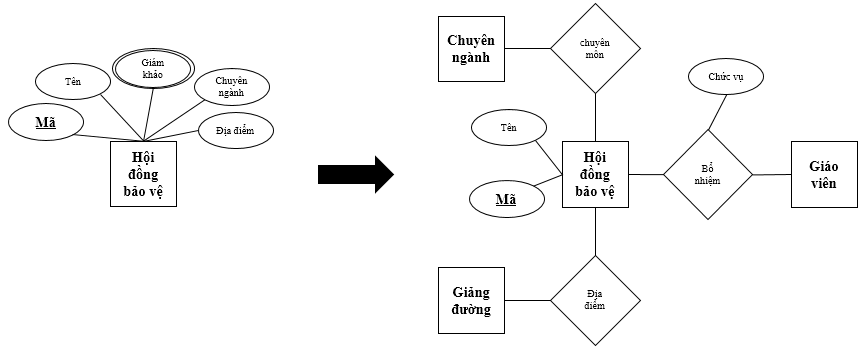 Giám
khảo
Tên
Chuyên
ngành
Mã
Địa điểm
Hội
đồng
bảo vệ
Chuyên
ngành
chuyên
môn
Chức vụ
Tên
Hội
đồng
bảo vệ
Bổ
nhiệm
Giáo
viên
Mã
Giảng
đường
Địa
điểm